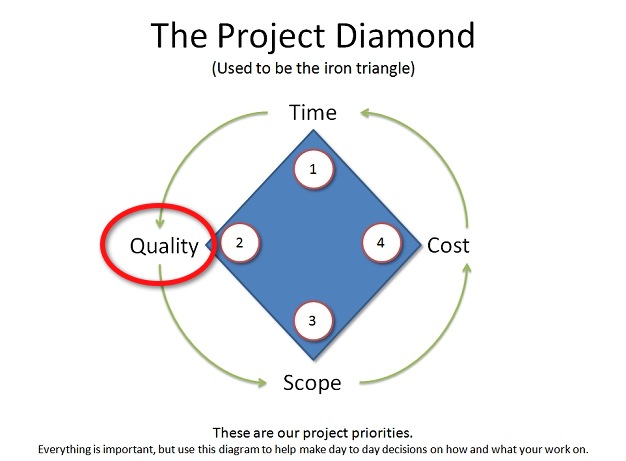 The Project Diamond
(Used to be the iron triangle)
Time
1
Quality
2
4
Cost
3
Scope
These are our project priorities.
Everything is important, but use this diagram to help make day to day decisions on how and what your work on.